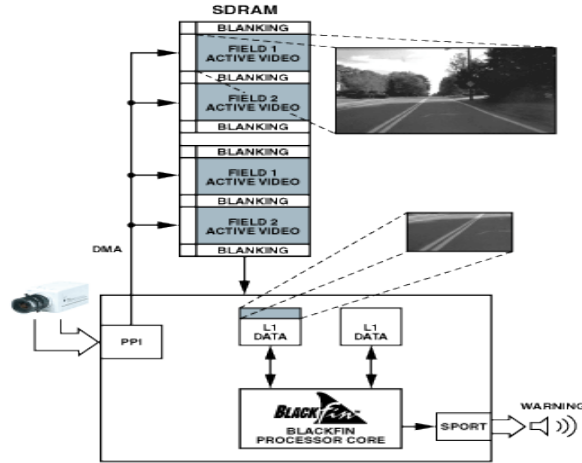 SDRAM
BLANKING
FIELD 1
ACTIVE VIDEO
BLANKING
FIELD 2
ACTIVE VIDEO
BLANKING
BLANKING
FIELD 1
ACTIVE VIDEO
BLANKING
FIELD 2
ACTIVE VIDEO
BLANKING
DMA
PPI
L1
DATA
L1
DATA
BLACKFin
BLACKFIN
PROCESSOR CORE
SPORT
WARNING